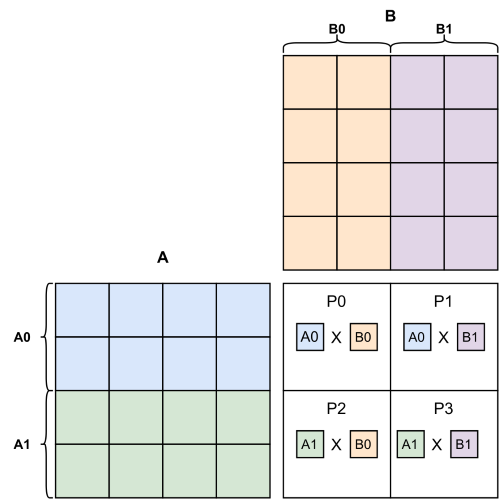 B
B0 B1
A
A0
A1
P0 P1
A0 X B0 A0 X B1
P2 P3
A1 X B0 A1 X B1